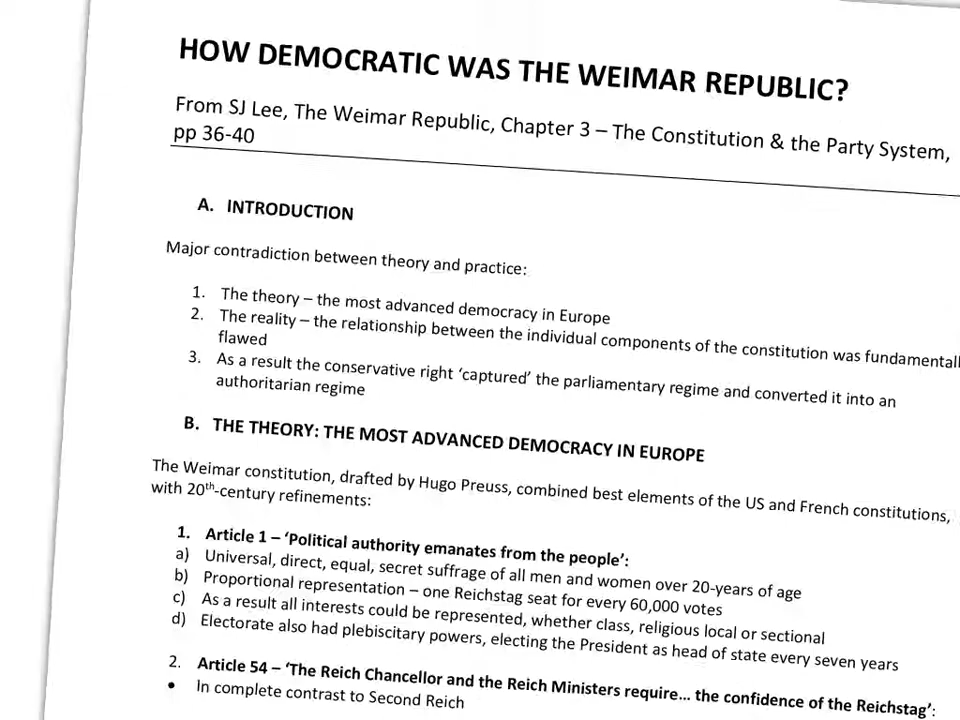 HOW DEMOCRATIC WAS THE WEIMAR REPUBLIC?
From SJ Lee, The Weimar Republic, Chapter 3 – The Constitution & the Party System,
pp 36-40
A. INTRODUCTION
Major contradiction between theory and practice:
1. The theory – the most advanced democracy in Europe
2. The reality – the relationship between the individual components of the constitution was fundamentall
flawed
3. As a result the conservative right ‘captured’ the parliamentary regime and converted it into an
authoritarian regime
B. THE THEORY: THE MOST ADVANCED DEMOCRACY IN EUROPE
The Weimar constitution, drafted by Hugo Preuss, combined best elements of the US and French constitutions,
with 20th-century refinements:
1. Article 1 – ‘Political authority emanates from the people’:
a) Universal, direct, equal, secret suffrage of all men and women over 20-years of age
b) Proportional representation – one Reichstag seat for every 60,000 votes
c) As a result all interests could be represented, whether class, religious local or sectional
d) Electorate also had plebiscitary powers, electing the President as head of state every seven years
2. Article 54 – ‘The Reich Chancellor and the Reich Ministers require... the confidence of the Reichstag’:
• In complete contrast to Second Reich